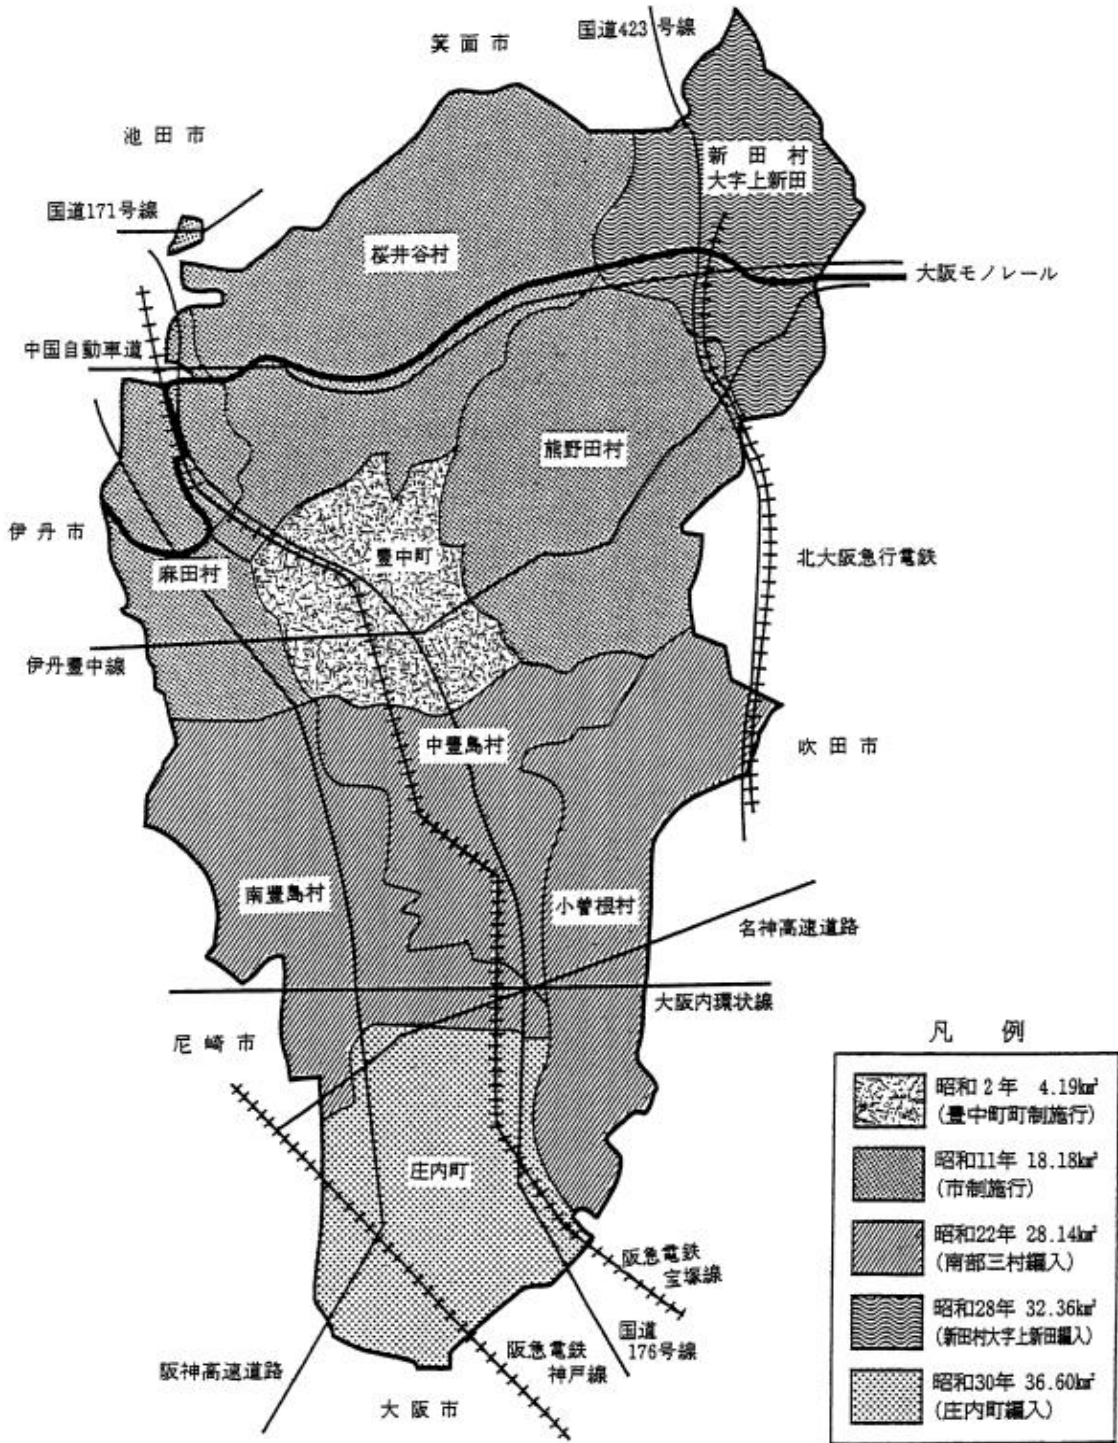 国道423号線
箕面市
池田市
新田村
大字上新田
国道171号線
桜井谷村
大阪モノレール
中国自動車道
熊野田村
伊丹市
豊中町
北大阪急行電鉄
麻田村
伊丹豊中線
中豊島村
吹田市
南豊島村
小曽根村
名神高速道路
大阪内環状線
尼崎市
庄内町
阪急電鉄
宝塚線
国道
176号線
阪急電鉄
神戸線
阪神高速道路
大阪市
凡例
昭和2年 4.19km²
(豊中町町制施行)
昭和11年 18.18km²
(市制施行)
昭和22年 28.14km²
(南部三村編入)
昭和28年 32.36km²
(新田村大字上新田編入)
昭和30年 36.60km²
(庄内町編入)